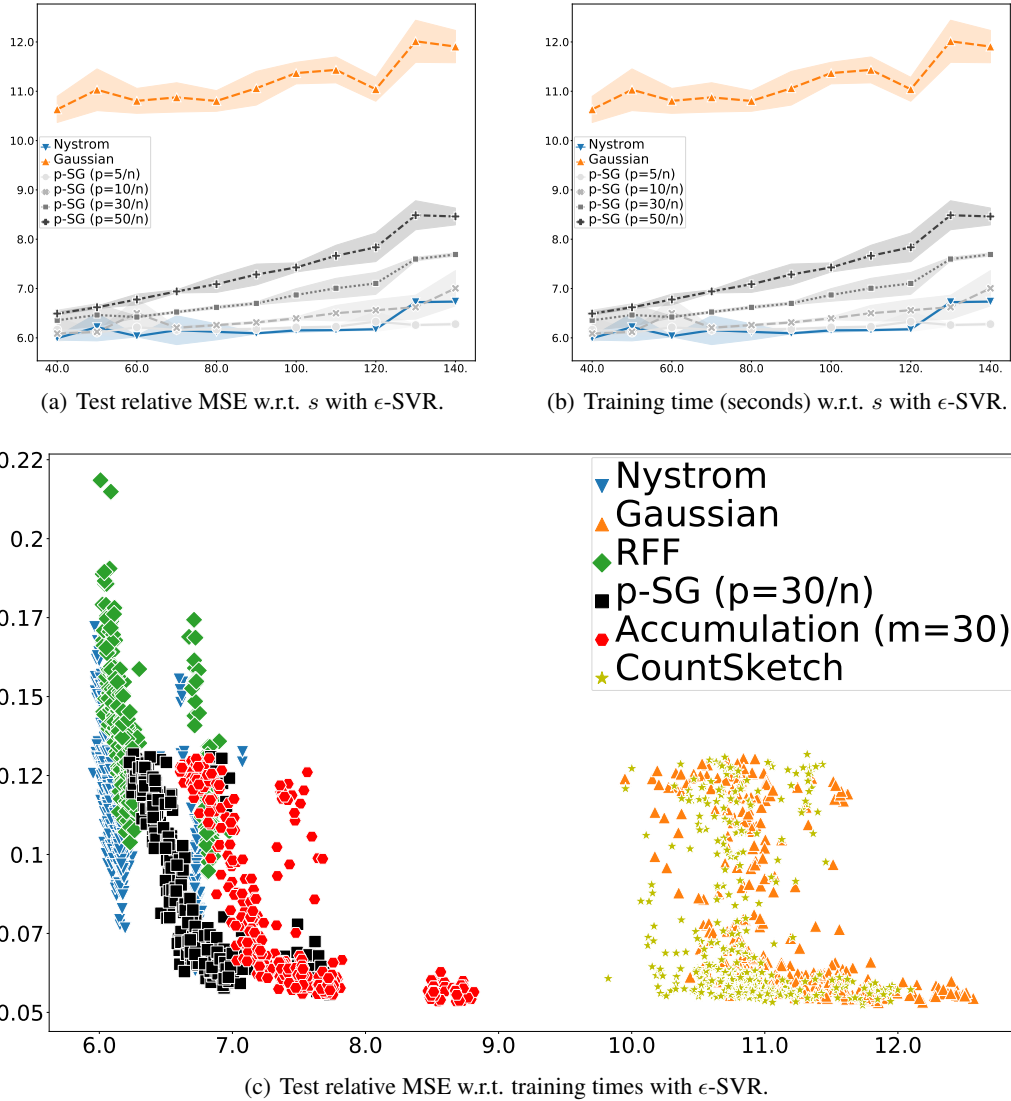 12.0
11.0
10.0
9.0
8.0
7.0
6.0
Nystrom
Gaussian
p-SG (p=5/n)
p-SG (p=10/n)
p-SG (p=30/n)
p-SG (p=50/n)
40.0 60.0 80.0 100. 120. 140.
(a) Test relative MSE w.r.t. s with ϵ-SVR.
12.0
11.0
10.0
9.0
8.0
7.0
6.0
Nystrom
Gaussian
p-SG (p=5/n)
p-SG (p=10/n)
p-SG (p=30/n)
p-SG (p=50/n)
40.0 60.0 80.0 100. 120. 140.
(b) Training time (seconds) w.r.t. s with ϵ-SVR.
0.22
0.2
0.17
0.15
0.12
0.1
0.07
0.05
Nystrom
Gaussian
RFF
p-SG (p=30/n)
Accumulation (m=30)
CountSketch
6.0 7.0 8.0 9.0 10.0 11.0 12.0
(c) Test relative MSE w.r.t. training times with ϵ-SVR.